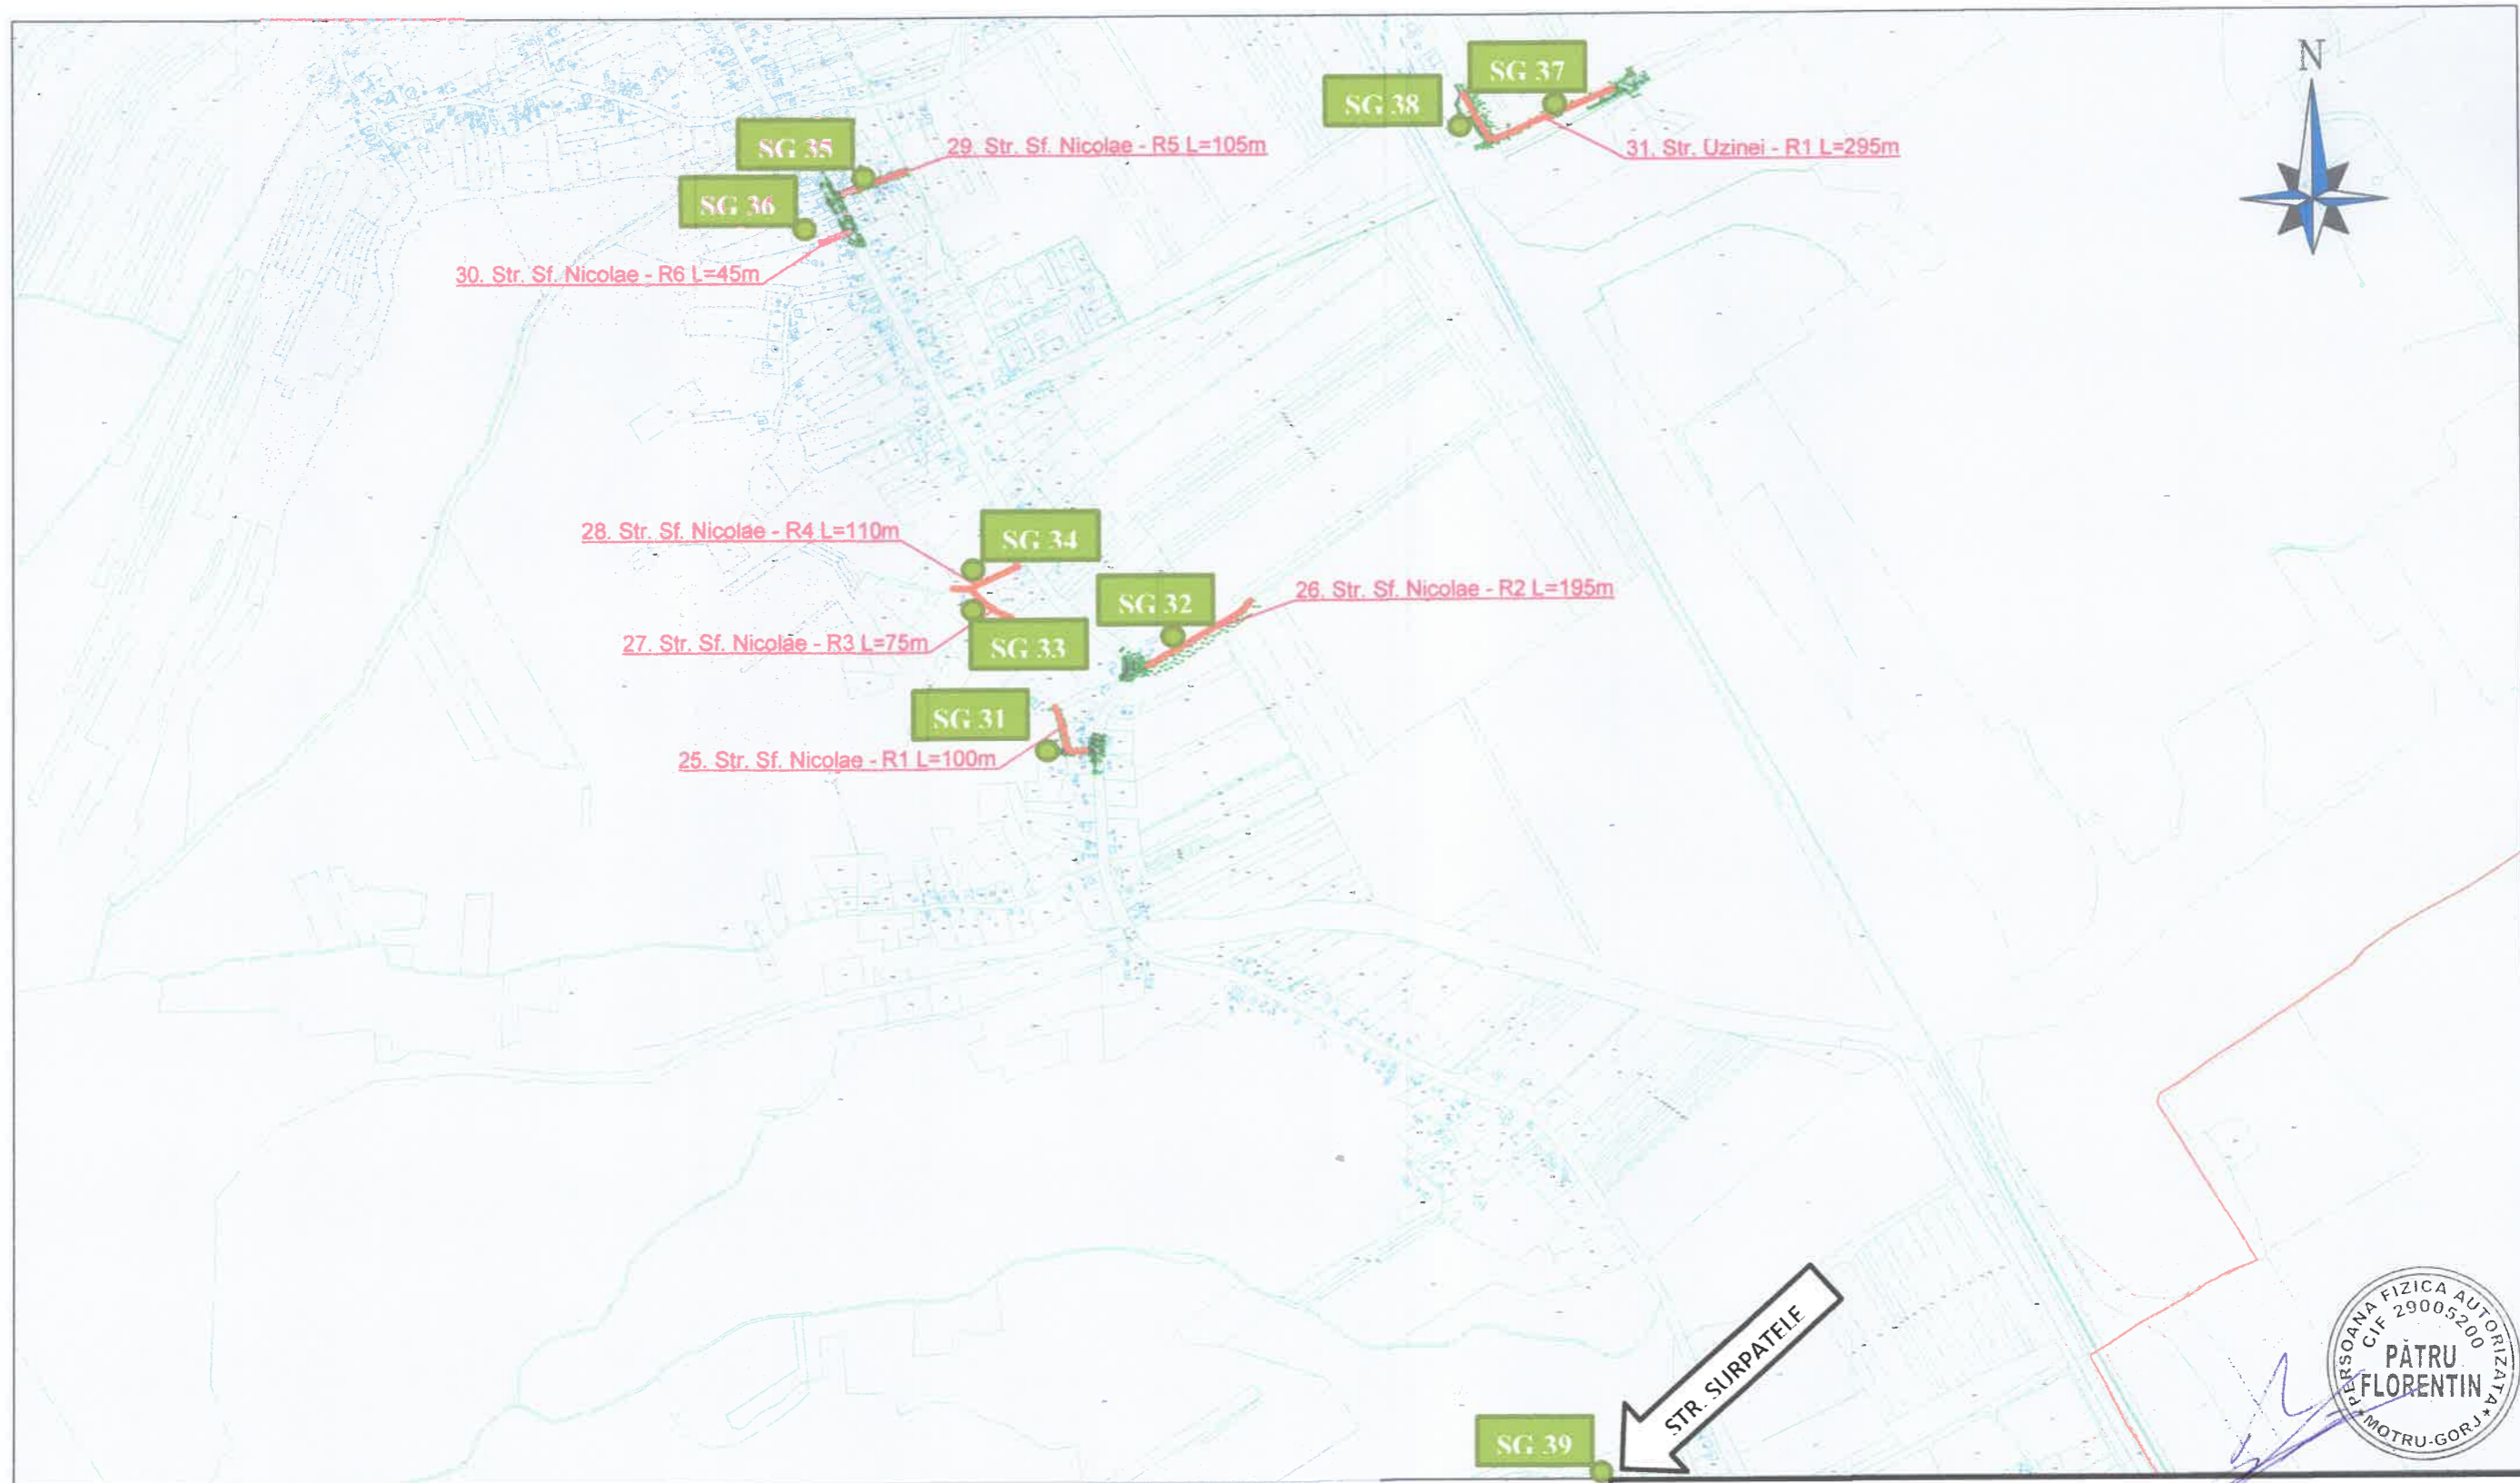 N
SG 37
SG 38
SG 35
29. Str. Sf. Nicolae - R5 L=105m
31. Str. Uzinei - R1 L=295m
SG 36
30. Str. Sf. Nicolae - R6 L=45m
28. Str. Sf. Nicolae - R4 L=110m
SG 34
SG 32
26. Str. Sf. Nicolae - R2 L=195m
27. Str. Sf. Nicolae - R3 L=75m
SG 33
SG 31
25. Str. Sf. Nicolae - R1 L=100m
STR. SURPATELE
SG 39
PERSOANA FIZICA AUTORIZATA
CIF 29005200
PĂTRU
FLORENTIN
* MOTRU-GORJ *